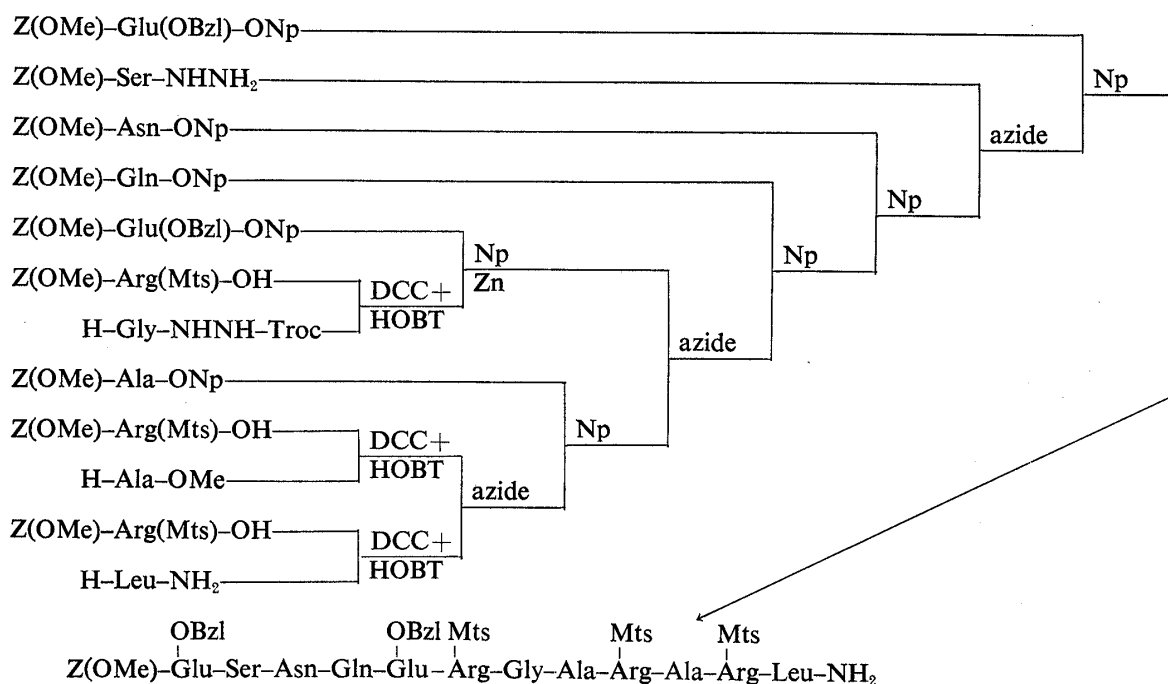 Z(OMe)–Glu(OBzl)–ONp
Np
Z(OMe)–Ser–NHNH₂
azide
Z(OMe)–Asn–ONp
Np
Z(OMe)–Gln–ONp
Np
Z(OMe)–Glu(OBzl)–ONp
Np
Zn
Z(OMe)–Arg(Mts)–OH
DCC+
HOBT
H–Gly–NHNH–Troc
azide
Z(OMe)–Ala–ONp
Np
Z(OMe)–Arg(Mts)–OH
DCC+
HOBT
H–Ala–OMe
azide
Z(OMe)–Arg(Mts)–OH
DCC+
HOBT
H–Leu–NH₂
OBzl OBzl Mts Mts Mts
Z(OMe)–Glu–Ser–Asn–Gln–Glu–Arg–Gly–Ala–Arg–Ala–Arg–Leu–NH₂